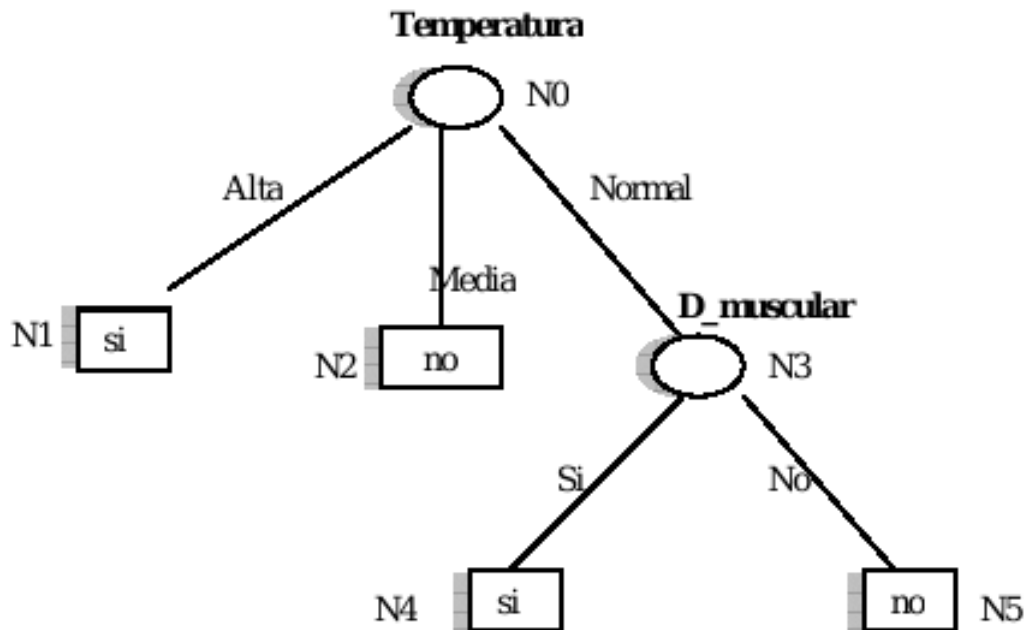 Temperatura
N0
Alta
Normal
Media
D_muscular
N1
si
N2
no
N3
Si
No
N4
si
no
N5